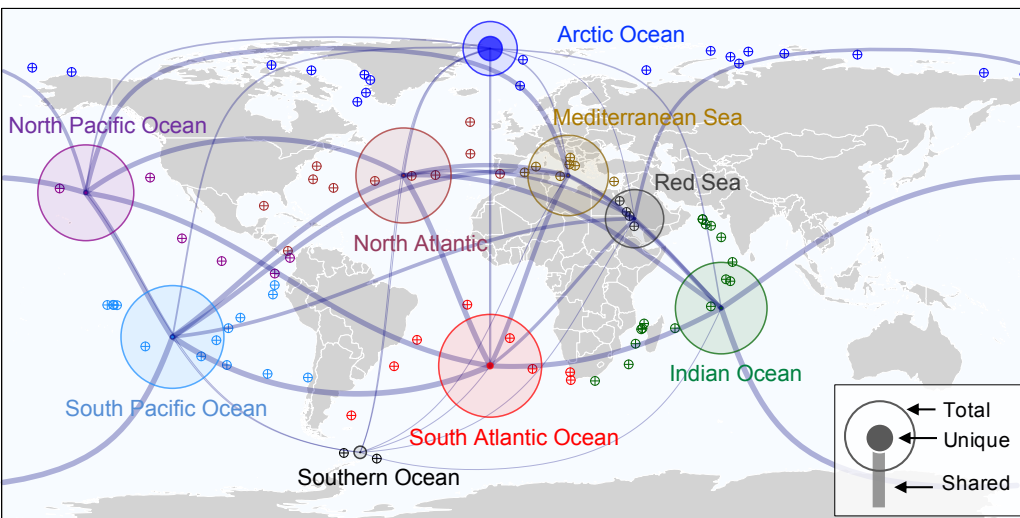 Arctic Ocean
North Pacific Ocean
Mediterranean Sea
Red Sea
North Atlantic
Indian Ocean
South Pacific Ocean
South Atlantic Ocean
Southern Ocean
Total
Unique
Shared